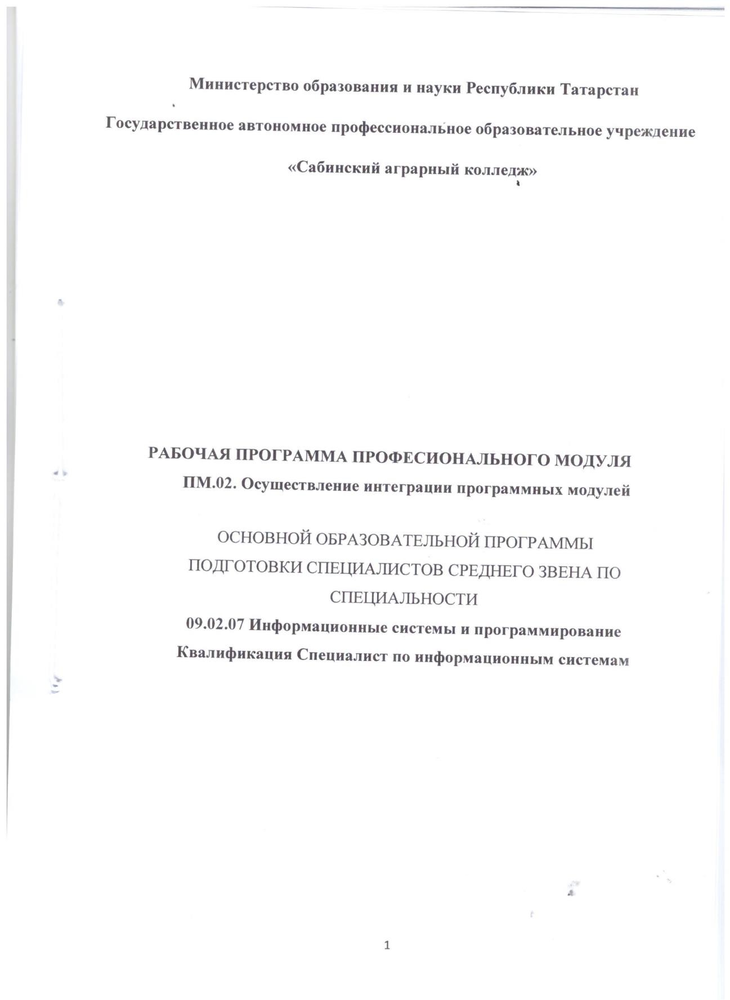 Министерство образования и науки Республики Татарстан
Государственное автономное профессиональное образовательное учреждение
«Сабинский аграрный колледж»
РАБОЧАЯ ПРОГРАММА ПРОФЕСИОНАЛЬНОГО МОДУЛЯ
ПМ.02. Осуществление интеграции программных модулей
ОСНОВНОЙ ОБРАЗОВАТЕЛЬНОЙ ПРОГРАММЫ
ПОДГОТОВКИ СПЕЦИАЛИСТОВ СРЕДНЕГО ЗВЕНА ПО
СПЕЦИАЛЬНОСТИ
09.02.07 Информационные системы и программирование
Квалификация Специалист по информационным системам
1